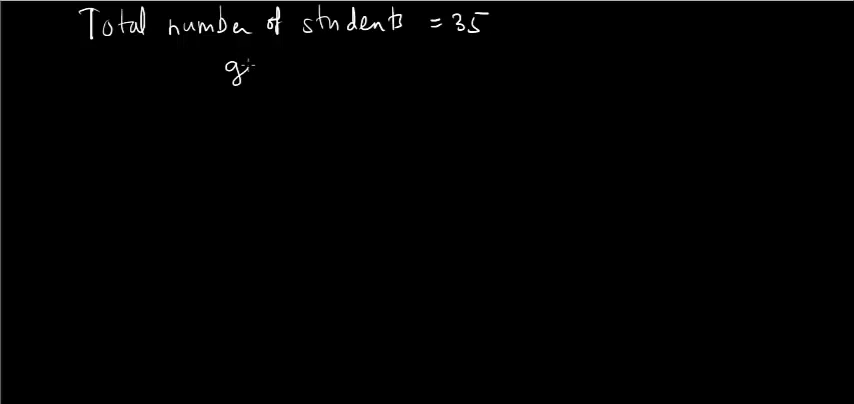 Total number of students = 35
g